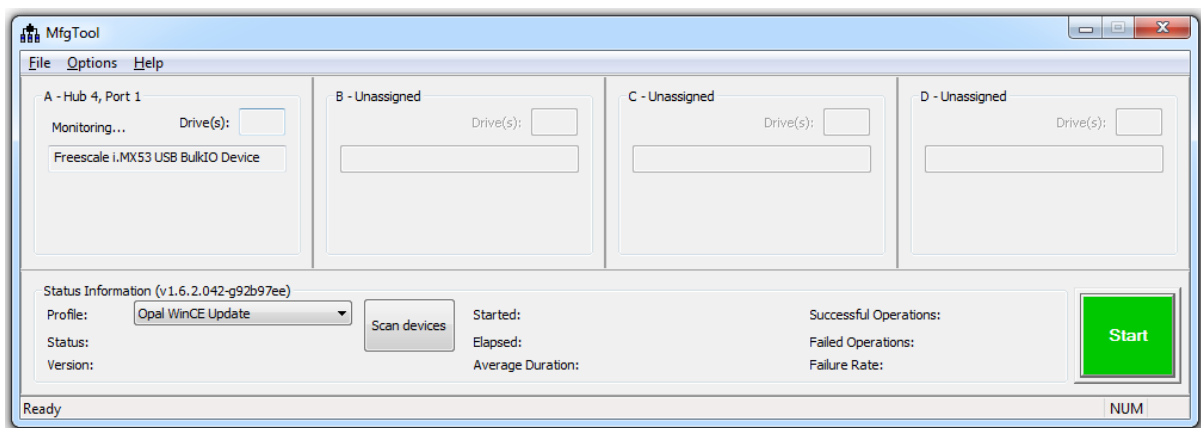 MfgTool
File Options Help
A - Hub 4, Port 1
Monitoring... Drive(s):
Freescale i.MX53 USB BulkIO Device
B - Unassigned
Drive(s):
C - Unassigned
Drive(s):
D - Unassigned
Drive(s):
Status Information (v1.6.2.042-g92b97ee)
Profile: Opal WinCE Update
Status:
Version:
Scan devices
Started:
Elapsed:
Average Duration:
Successful Operations:
Failed Operations:
Failure Rate:
Start
Ready NUM